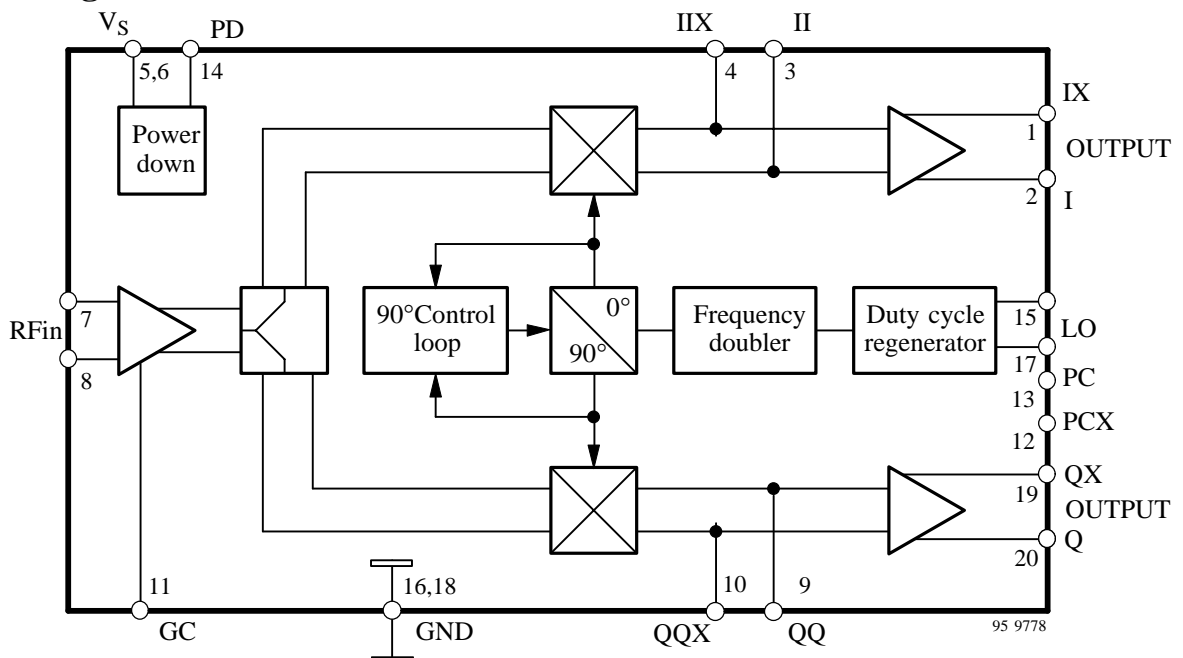 VS PD IIX II
5,6 14 4 3
IX
Power
down
1
OUTPUT
2
I
90°Control
loop
0°
90°
Frequency
doubler
Duty cycle
regenerator
7
RFin
8
15
LO
17
PC
13
PCX
12
QX
19
OUTPUT
Q
20
11 16,18 10 9
GC GND QQX QQ
95 9778